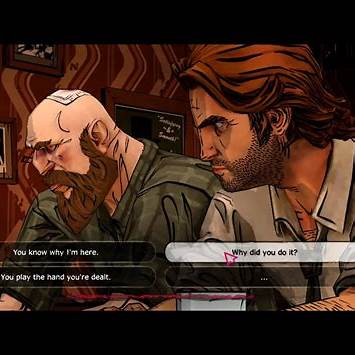 You know why I'm here.
Why did you do it?
You play the hand you're dealt.
...